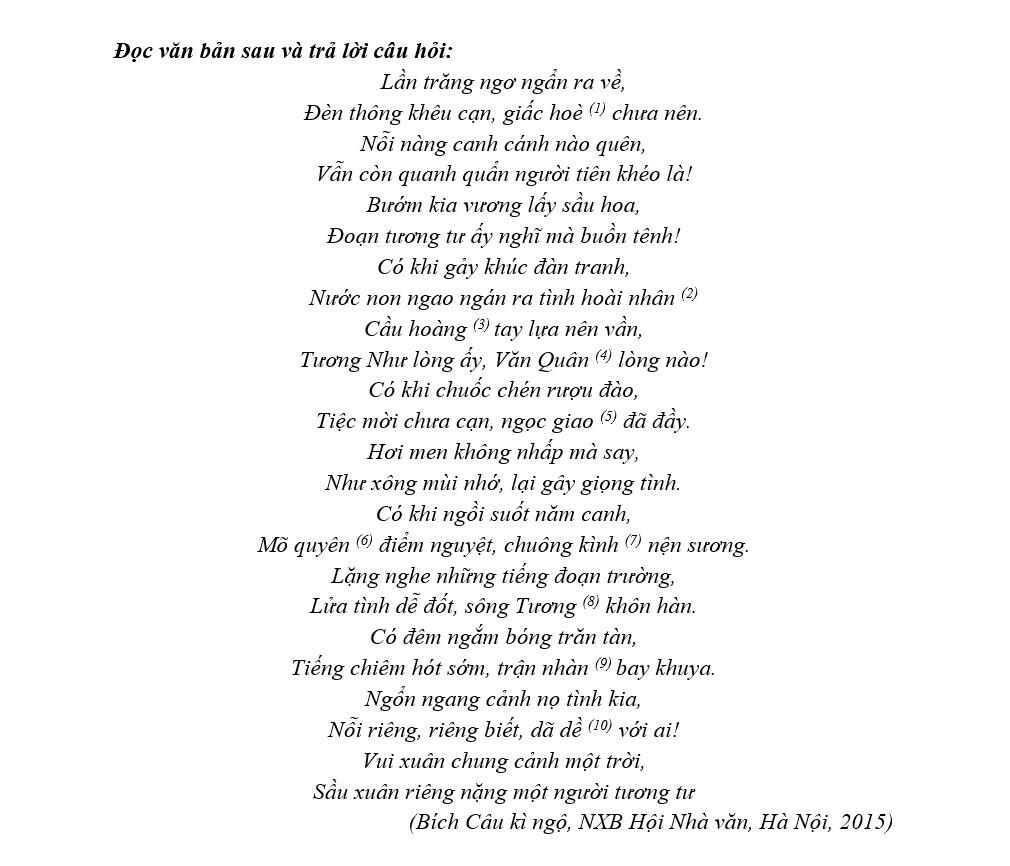 Đọc văn bản sau và trả lời câu hỏi:
Lần trăng ngơ ngẩn ra về,
Đèn thông khêu cạn, giấc hoè (1) chưa nên.
Nỗi nàng canh cánh nào quên,
Vẫn còn quanh quẩn người tiên khéo là!
Bướm kia vương lấy sầu hoa,
Đoạn tương tư ấy nghĩ mà buồn tênh!
Có khi gảy khúc đàn tranh,
Nước non ngao ngán ra tình hoài nhân (2)
Cầu hoàng (3) tay lựa nên vần,
Tương Như lòng ấy, Văn Quân (4) lòng nào!
Có khi chuốc chén rượu đào,
Tiệc mời chưa cạn, ngọc giao (5) đã đầy.
Hơi men không nhấp mà say,
Như xông mùi nhớ, lại gây giọng tình.
Có khi ngồi suốt năm canh,
Mõ quyên (6) điểm nguyệt, chuông kình (7) nện sương.
Lặng nghe những tiếng đoạn trường,
Lửa tình dễ đốt, sông Tương (8) khôn hàn.
Có đêm ngắm bóng trăn tàn,
Tiếng chiêm hót sớm, trận nhàn (9) bay khuya.
Ngổn ngang cảnh nọ tình kia,
Nỗi riêng, riêng biết, dã dề (10) với ai!
Vui xuân chung cảnh một trời,
Sầu xuân riêng nặng một người tương tư
(Bích Câu kì ngộ, NXB Hội Nhà văn, Hà Nội, 2015)